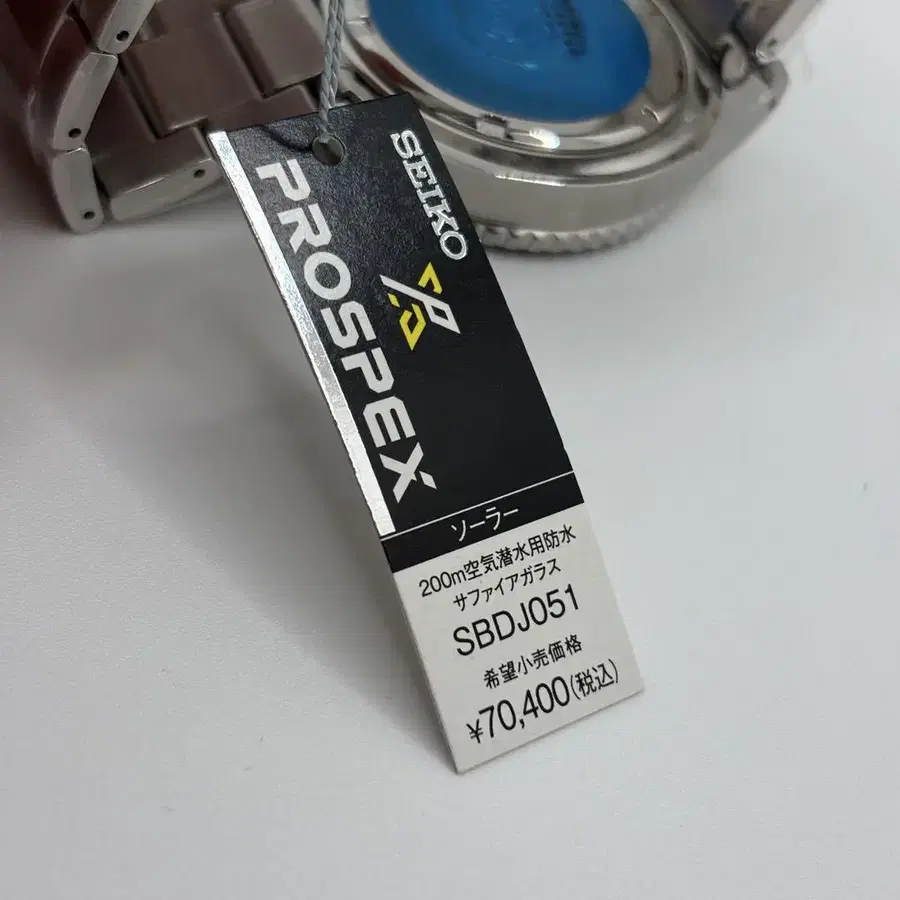 SEIKO
PROSPEX
ソーラー
200m空気潜水用防水
サファイアガラス
SBDJ051
希望小売価格
¥70,400(税込)